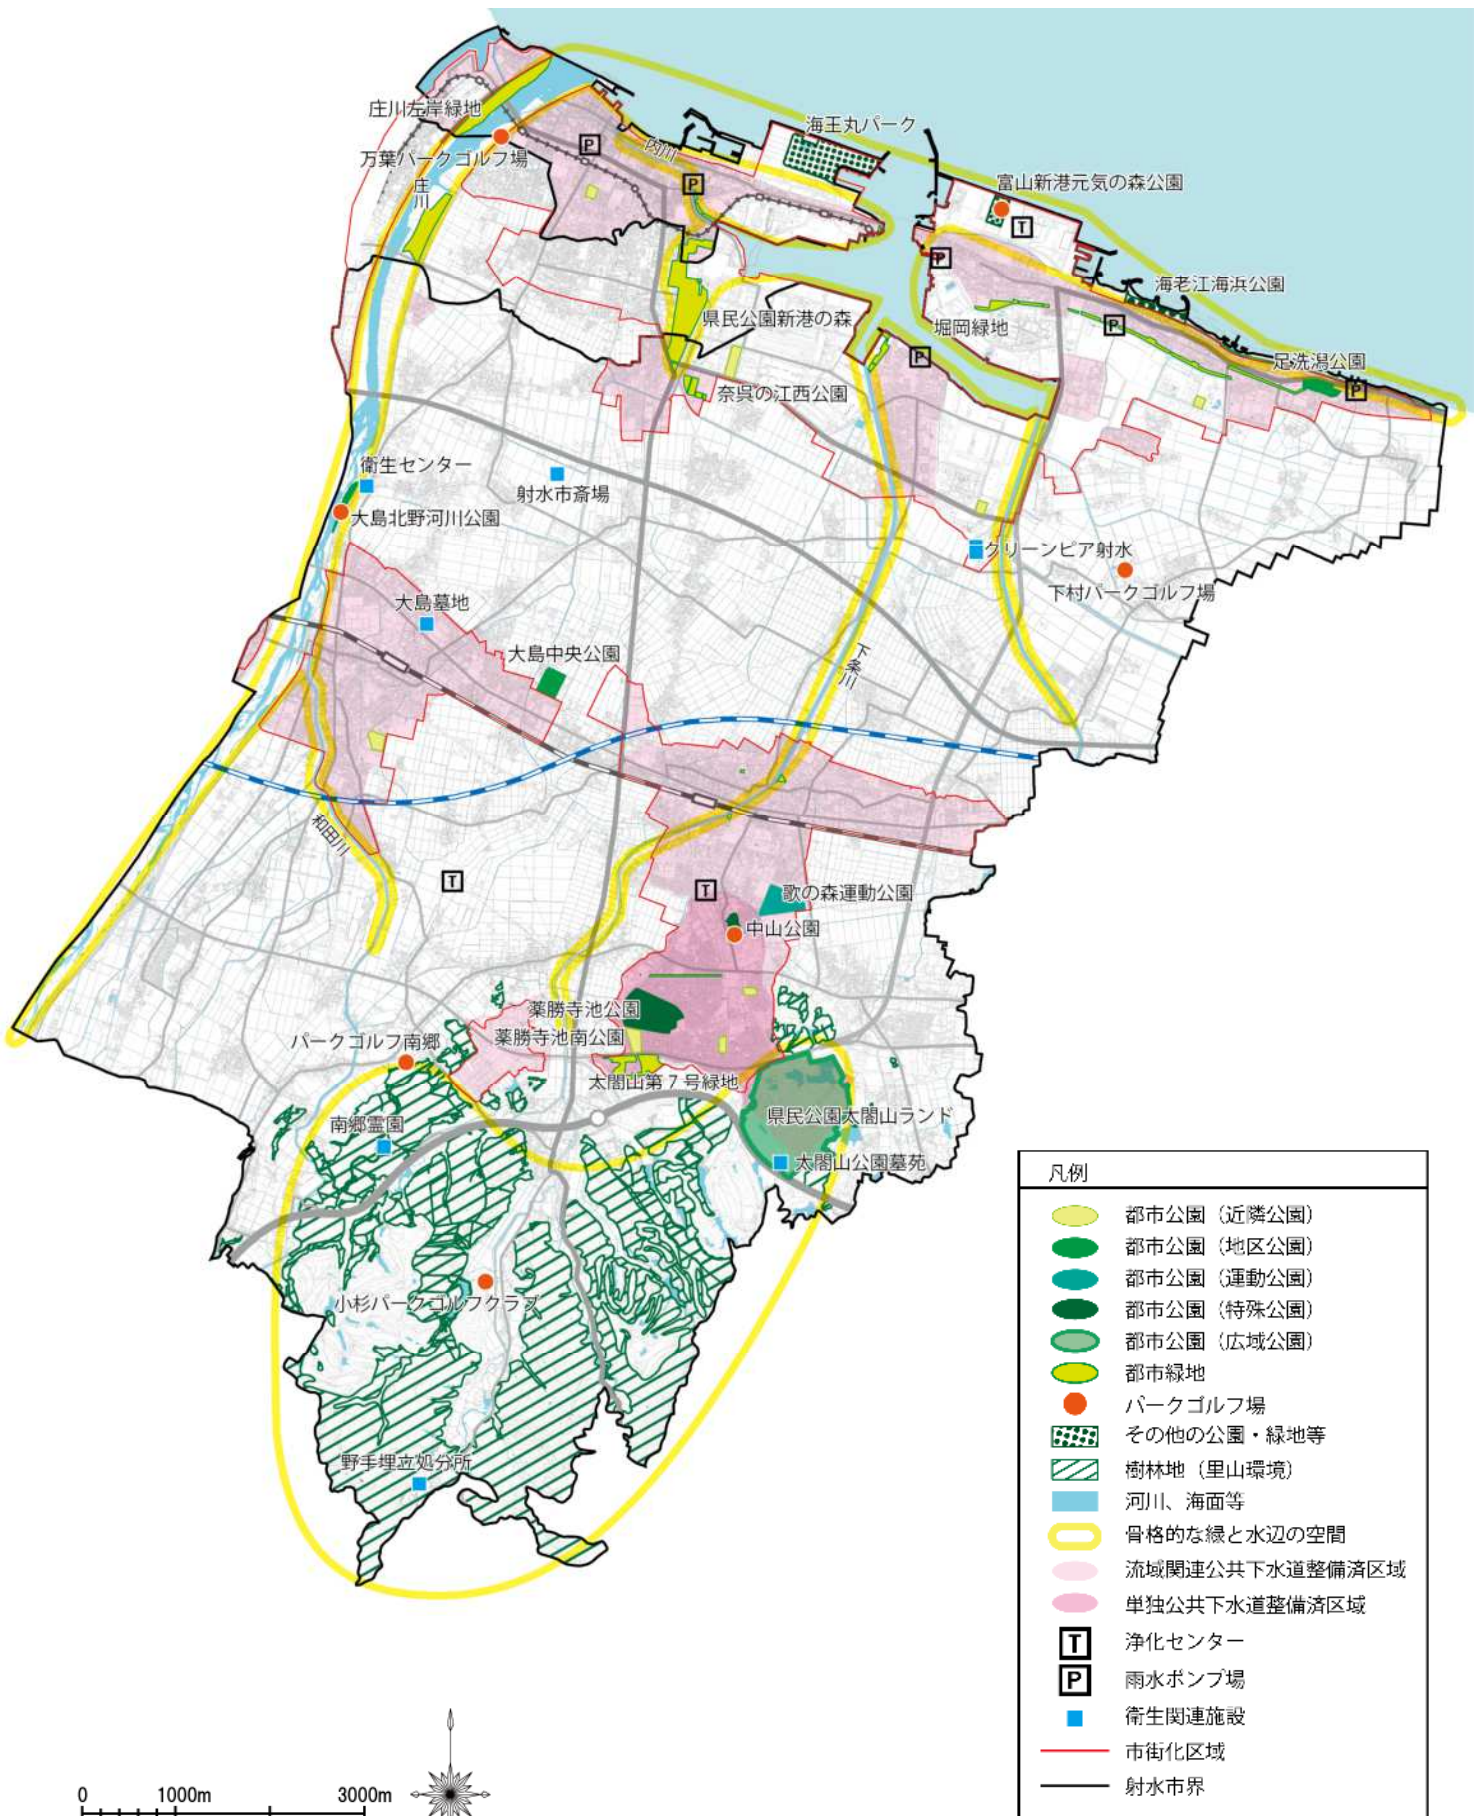 庄川左岸緑地
海王丸パーク
内川
万葉パークゴルフ場
庄川
P
P
富山新港元気の森公園
T
P
海老江海浜公園
県民公園新港の森
堀岡緑地
P
P
足洗潟公園
P
奈呉の江西公園
衛生センター
射水市斎場
大島北野河川公園
クリーンピア射水
下村パークゴルフ場
大島墓地
大島中央公園
下条川
和田川
T
T
歌の森運動公園
中山公園
薬勝寺池公園
薬勝寺池南公園
パークゴルフ南郷
太閤山第7号緑地
県民公園太閤山ランド
南郷霊園
太閤山公園墓苑
小杉パークゴルフクラブ
野手埋立処分所
凡例
都市公園（近隣公園）
都市公園（地区公園）
都市公園（運動公園）
都市公園（特殊公園）
都市公園（広域公園）
都市緑地
パークゴルフ場
その他の公園・緑地等
樹林地（里山環境）
河川、海面等
骨格的な緑と水辺の空間
流域関連公共下水道整備済区域
単独公共下水道整備済区域
T 浄化センター
P 雨水ポンプ場
衛生関連施設
市街化区域
射水市界
0 1000m 3000m